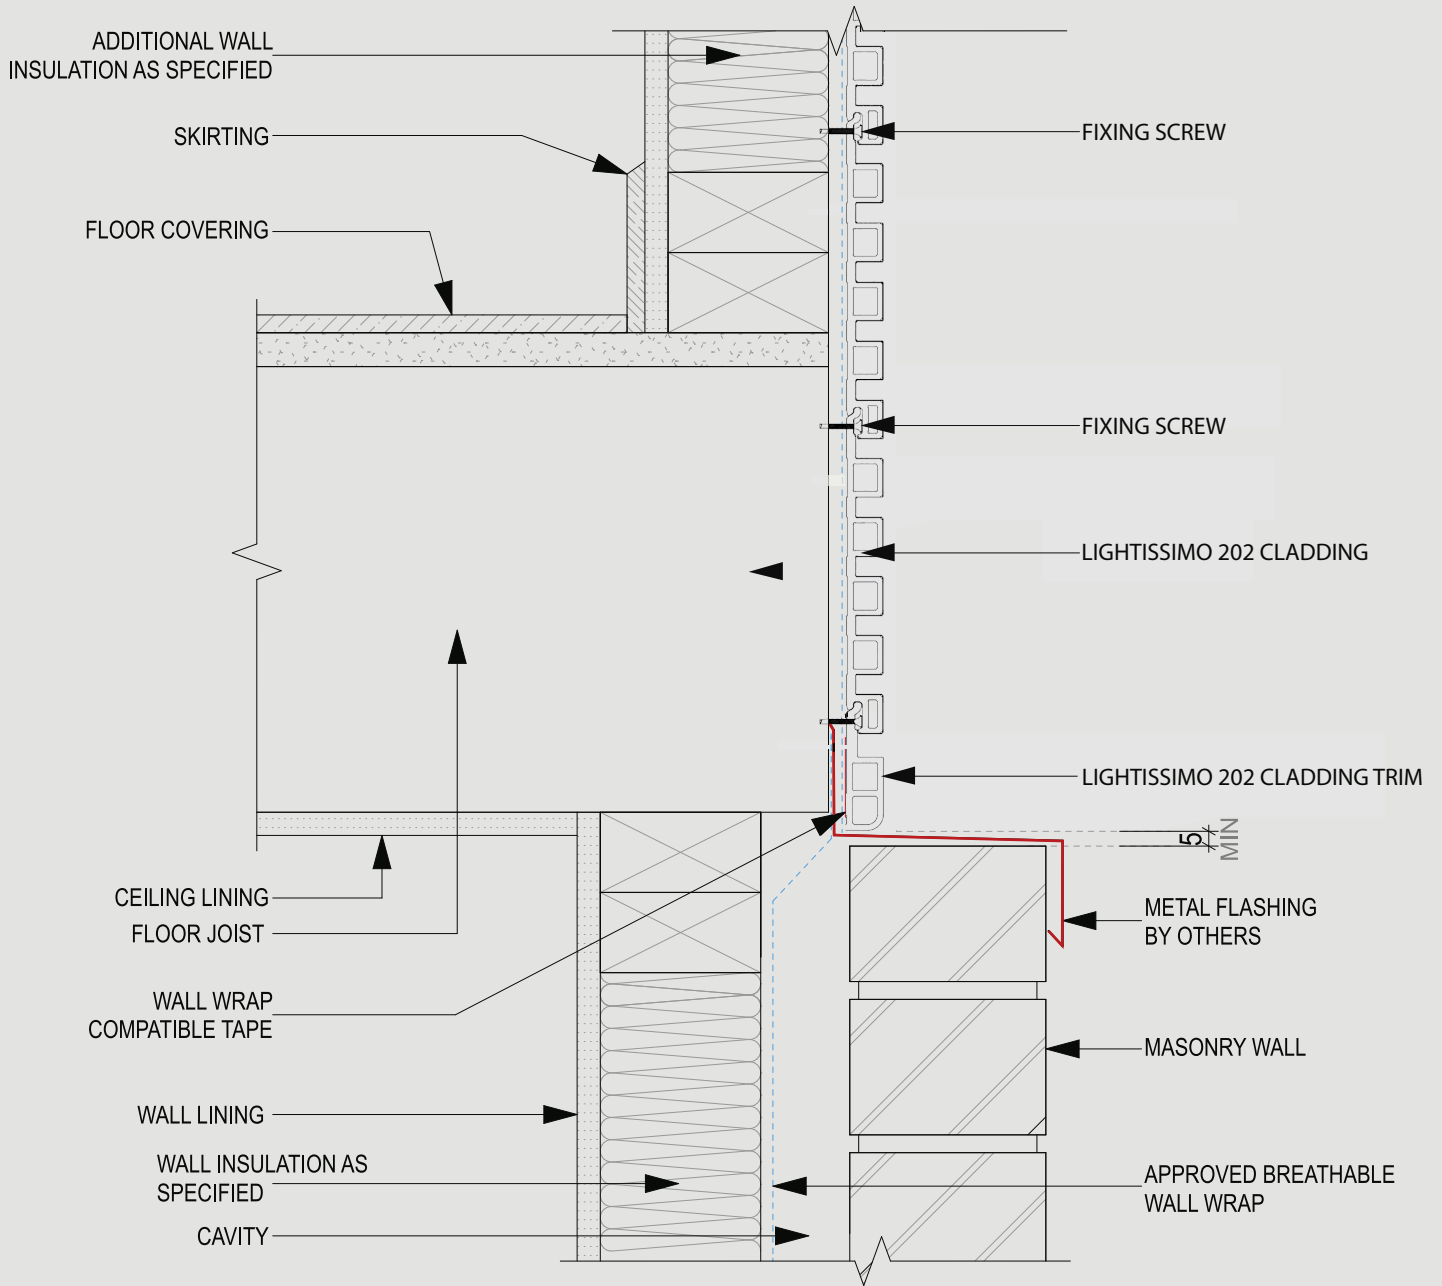 ADDITIONAL WALL
INSULATION AS SPECIFIED
SKIRTING
FLOOR COVERING
FIXING SCREW
FIXING SCREW
LIGHTISSIMO 202 CLADDING
LIGHTISSIMO 202 CLADDING TRIM
5
MIN
CEILING LINING
FLOOR JOIST
METAL FLASHING
BY OTHERS
WALL WRAP
COMPATIBLE TAPE
MASONRY WALL
WALL LINING
WALL INSULATION AS
SPECIFIED
APPROVED BREATHABLE
WALL WRAP
CAVITY